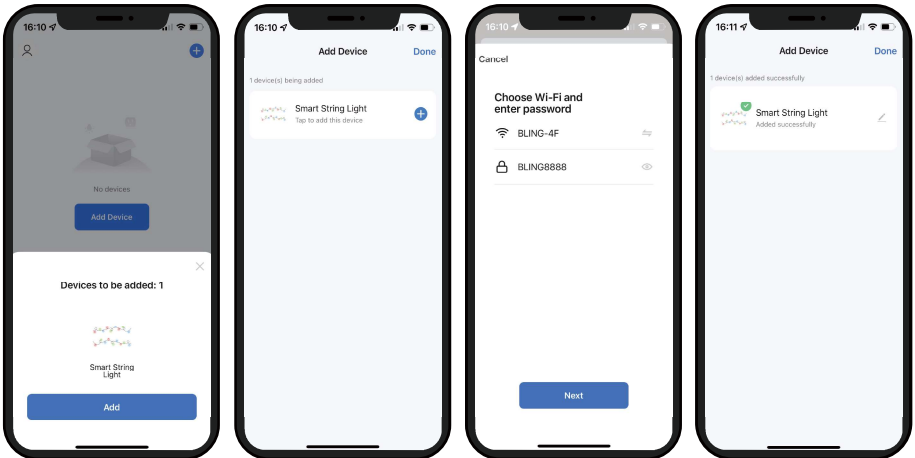 16:10
No devices
Add Device
Devices to be added: 1
Smart String
Light
Add
16:10
Add Device
Done
1 device(s) being added
Smart String Light
Tap to add this device
16:10
Cancel
Choose Wi-Fi and
enter password
BLING-4F
BLING8888
Next
16:11
Add Device
Done
1 device(s) added successfully
Smart String Light
Added successfully